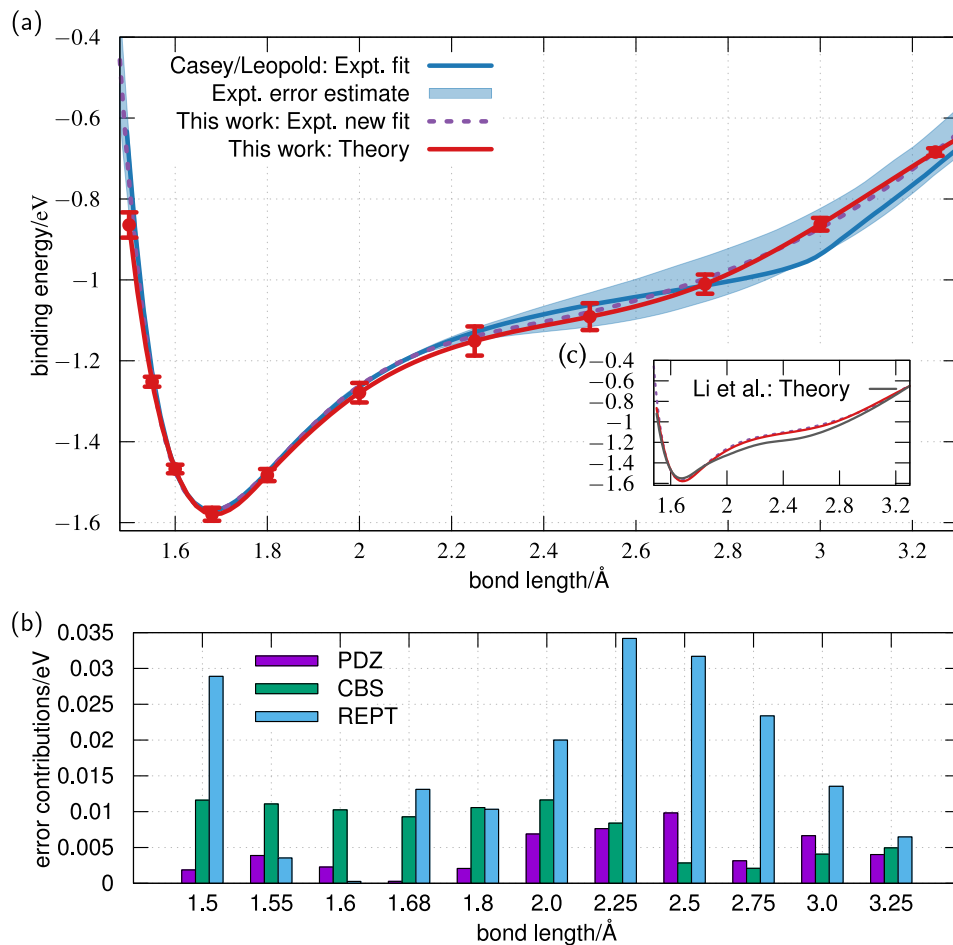 (a)
−0.4
−0.6
−0.8
−1
−1.2
−1.4
−1.6
binding energy/eV
Casey/Leopold: Expt. fit
Expt. error estimate
This work: Expt. new fit
This work: Theory
1.6 1.8 2 2.2 2.4 2.6 2.8 3 3.2
bond length/Å
(c)
−0.4
−0.6
−0.8
−1
−1.2
−1.4
−1.6
Li et al.: Theory
1.6 2 2.4 2.8 3.2
(b)
0.035
0.03
0.025
0.02
0.015
0.01
0.005
0
error contributions/eV
PDZ
CBS
REPT
1.5 1.55 1.6 1.68 1.8 2.0 2.25 2.5 2.75 3.0 3.25
bond length/Å